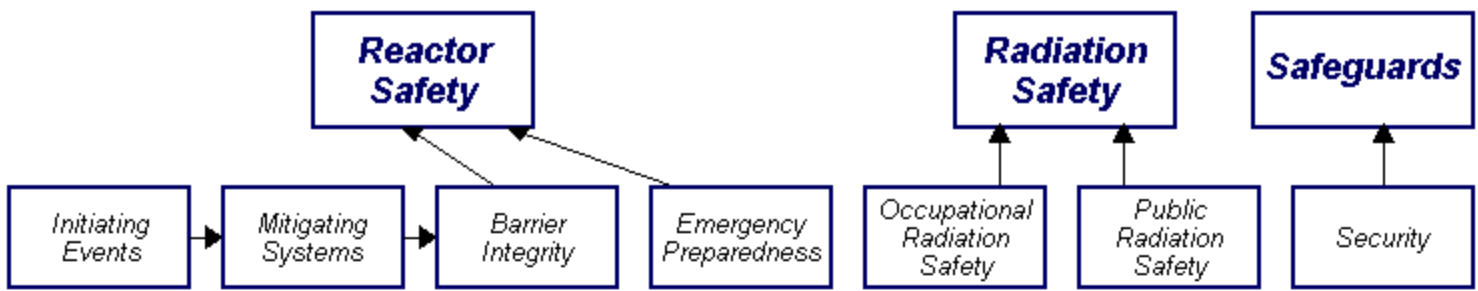 Reactor
Safety
Radiation
Safety
Safeguards
Initiating
Events
Mitigating
Systems
Barrier
Integrity
Emergency
Preparedness
Occupational
Radiation
Safety
Public
Radiation
Safety
Security